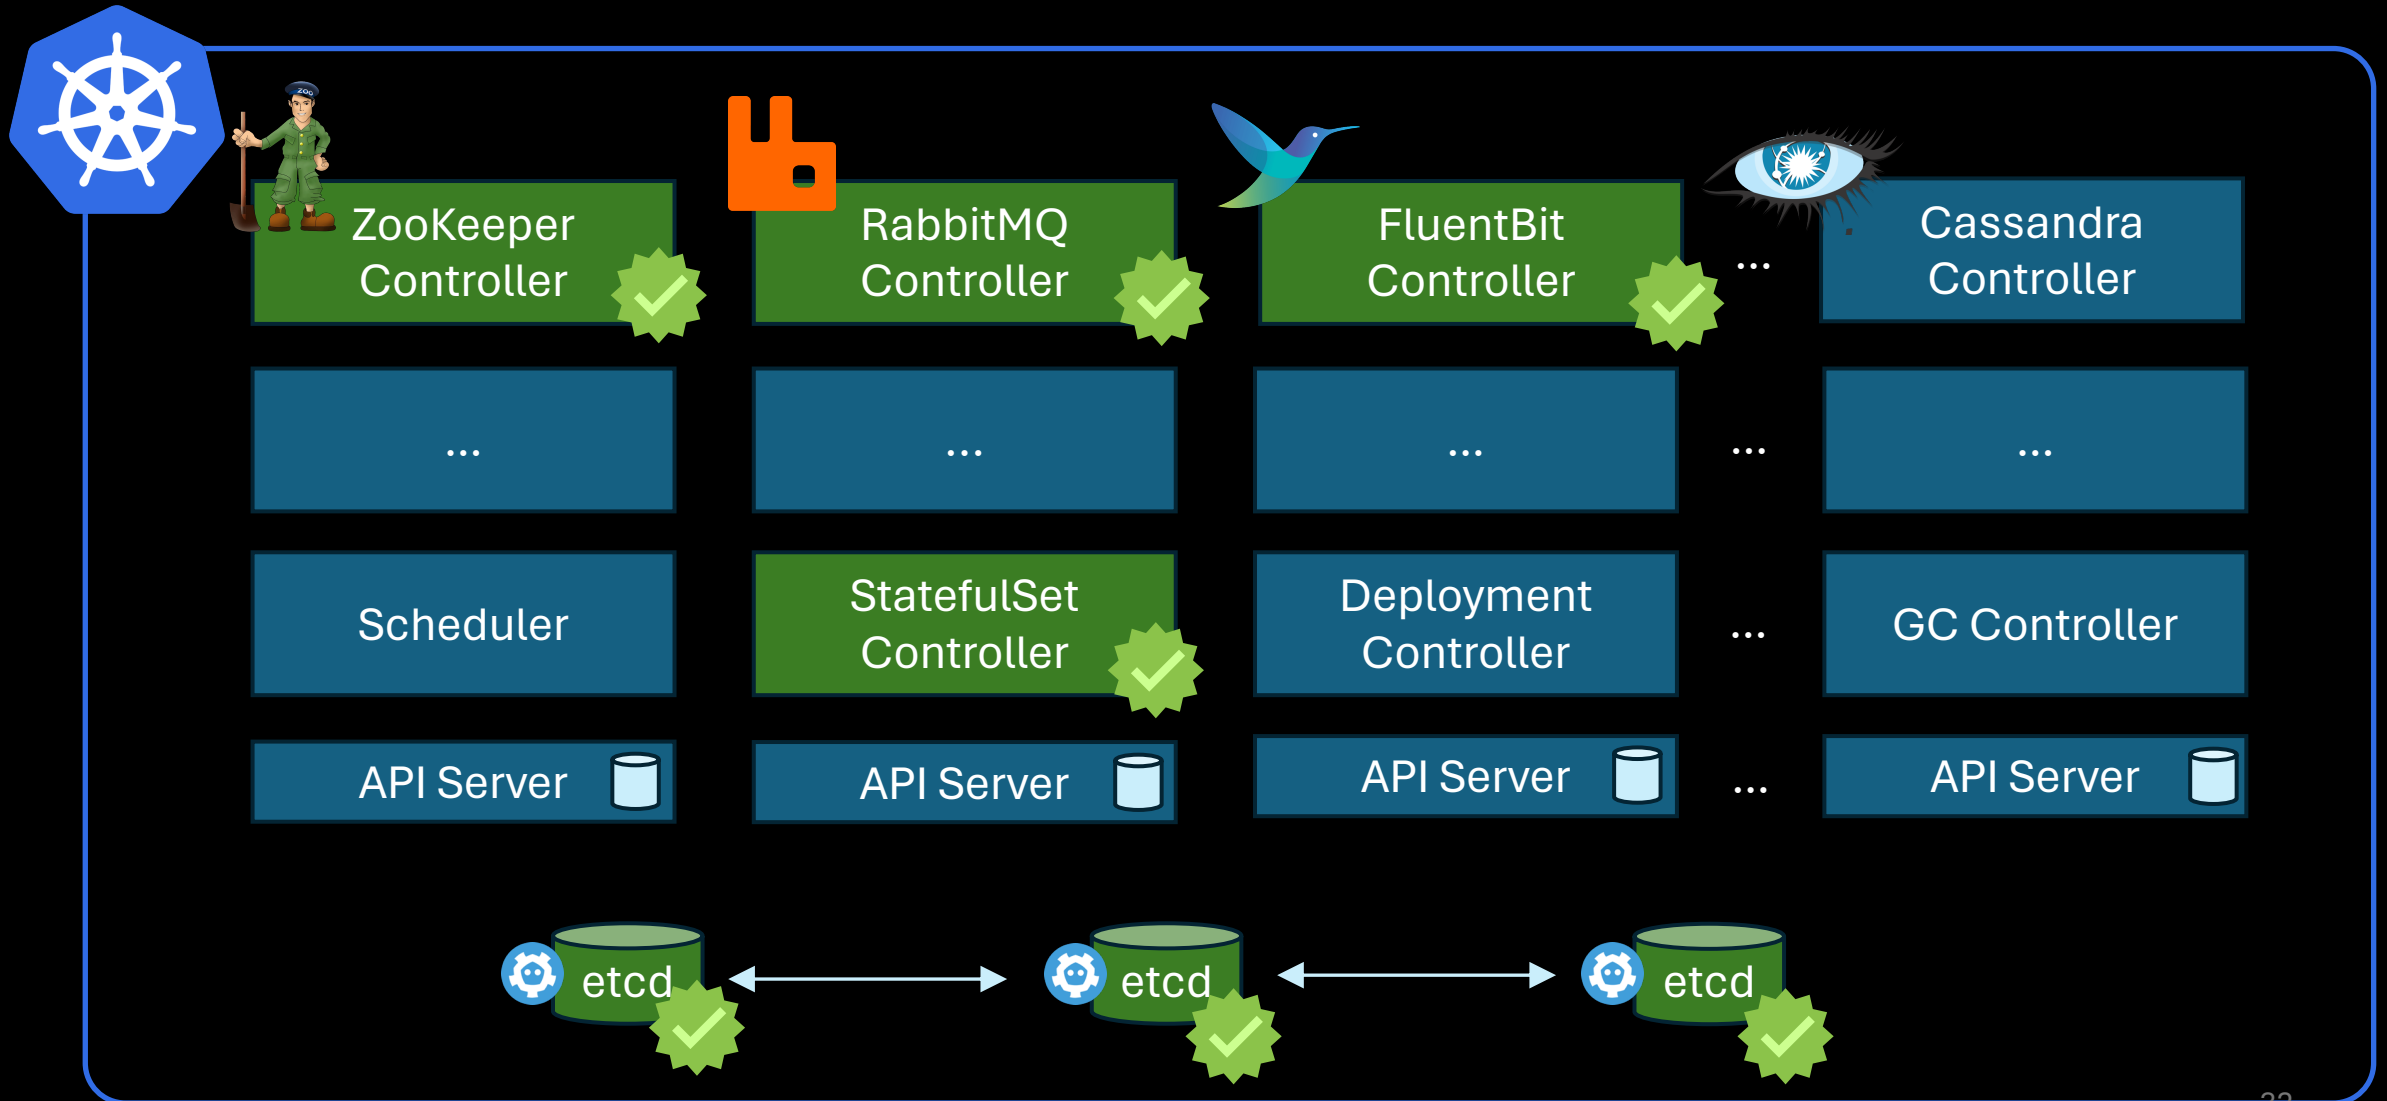 ZOO
ZooKeeper
Controller
RabbitMQ
Controller
FluentBit
Controller
...
Cassandra
Controller
...
...
...
...
...
Scheduler
StatefulSet
Controller
Deployment
Controller
...
GC Controller
API Server
API Server
API Server
...
API Server
etcd
etcd
etcd